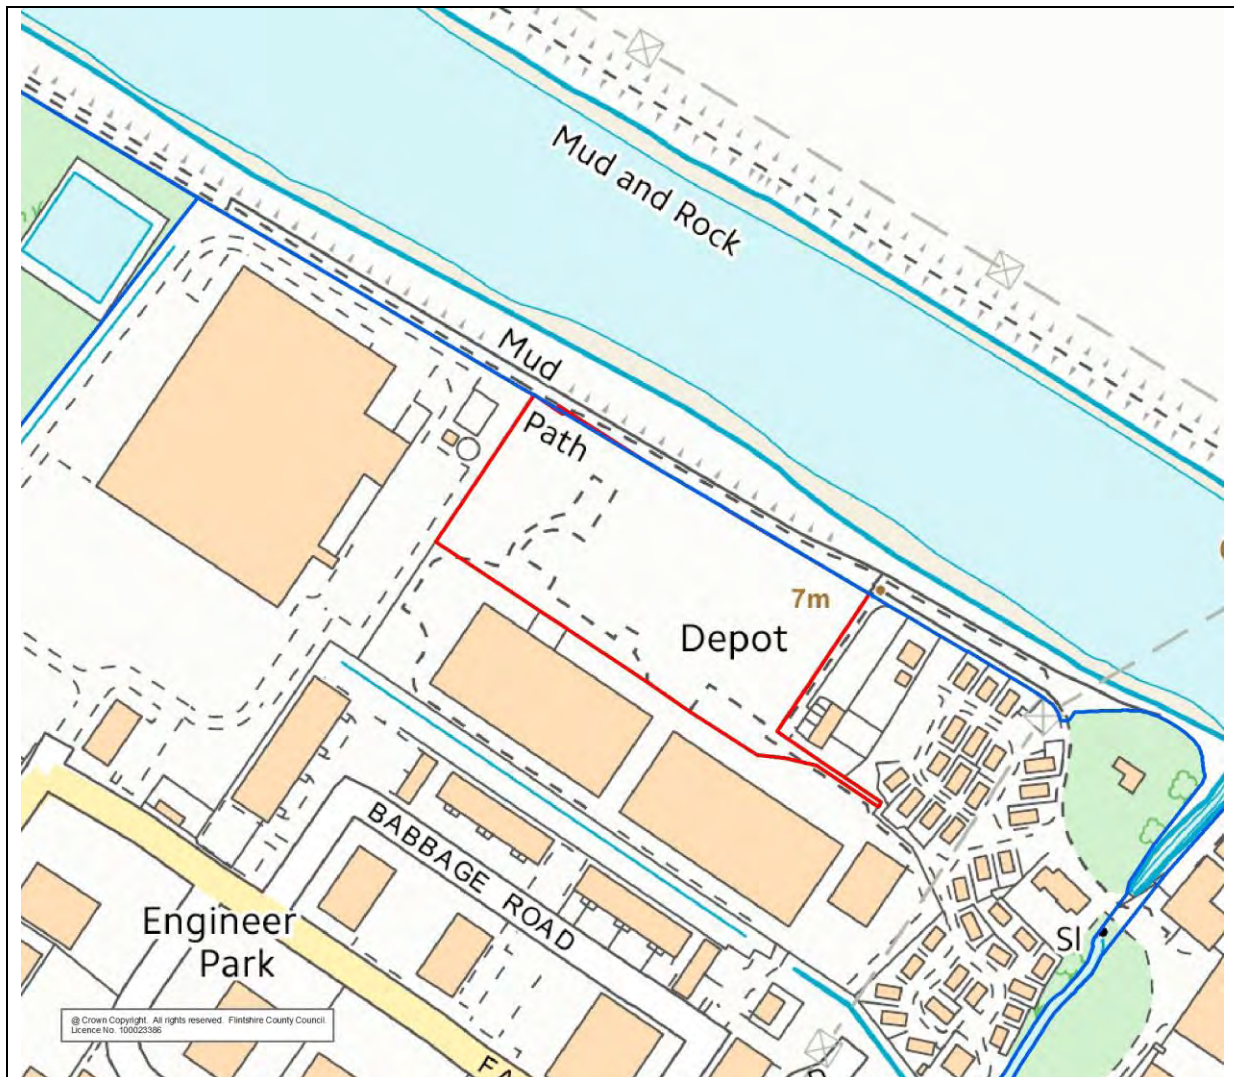 Mud and Rock
Mud
Path
7m
Depot
BABBAGE ROAD
Engineer
Park
SI
@ Crown Copyright. All rights reserved. Flintshire County Council.
Licence No. 100023386